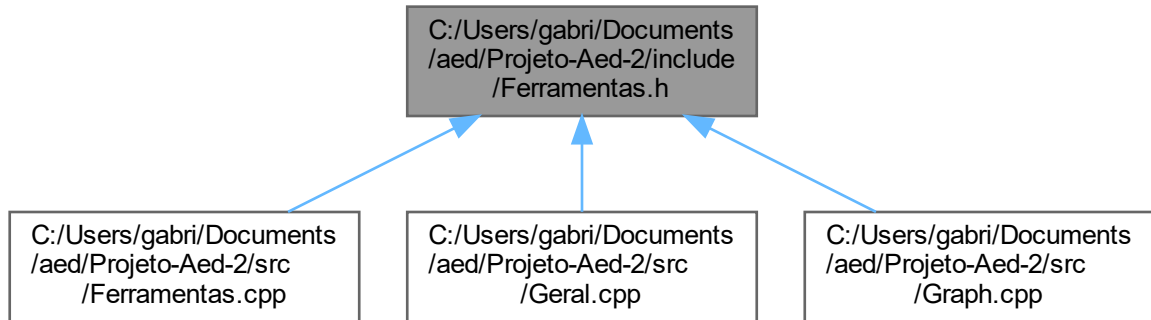 C:/Users/gabri/Documents
/aed/Projeto-Aed-2/include
/Ferramentas.h
C:/Users/gabri/Documents
/aed/Projeto-Aed-2/src
/Ferramentas.cpp
C:/Users/gabri/Documents
/aed/Projeto-Aed-2/src
/Geral.cpp
C:/Users/gabri/Documents
/aed/Projeto-Aed-2/src
/Graph.cpp